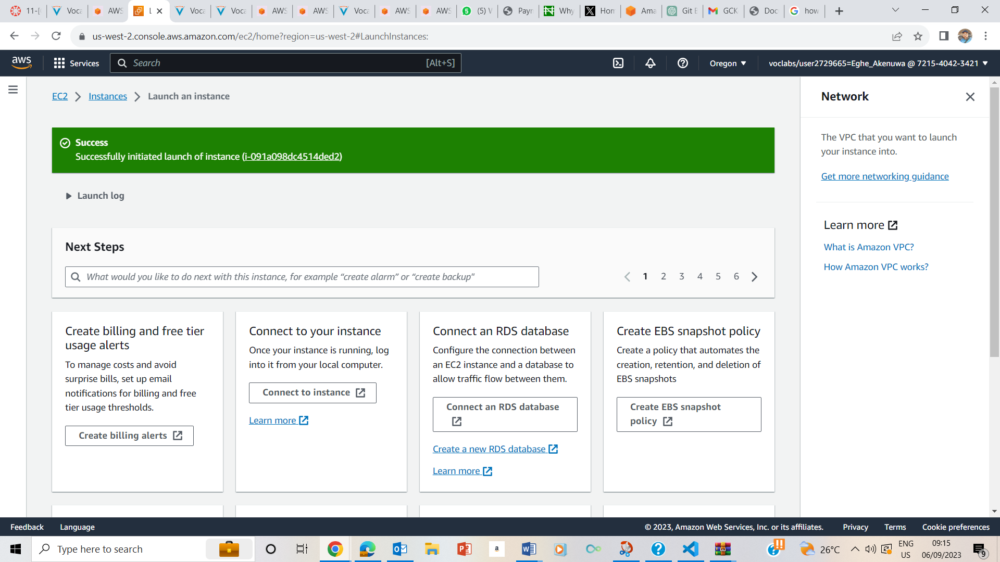 11-[
Voca
AWS
L
Voca
Voca
AWS
AWS
Voca
AWS
AWS
(5) V
Payn
Why
Hom
Ama
Git B
GCK
Doc
how
us-west-2.console.aws.amazon.com/ec2/home?region=us-west-2#LaunchInstances:
aws
Services
Search
[Alt+S]
Oregon
voclabs/user2729665=Eghe_Akenuwa @ 7215-4042-3421
EC2
Instances
Launch an instance
Success
Successfully initiated launch of instance (i-091a098dc4514ded2)
Launch log
Next Steps
What would you like to do next with this instance, for example “create alarm” or “create backup"
1 2 3 4 5 6
Create billing and free tier
usage alerts
To manage costs and avoid
surprise bills, set up email
notifications for billing and free
tier usage thresholds.
Create billing alerts
Connect to your instance
Once your instance is running, log
into it from your local computer.
Connect to instance
Learn more
Connect an RDS database
Configure the connection between
an EC2 instance and a database to
allow traffic flow between them.
Connect an RDS database
Create a new RDS database
Learn more
Create EBS snapshot policy
Create a policy that automates the
creation, retention, and deletion of
EBS snapshots
Create EBS snapshot
policy
Network
The VPC that you want to launch
your instance into.
Get more networking guidance
Learn more
What is Amazon VPC?
How Amazon VPC works?
Feedback
Language
© 2023, Amazon Web Services, Inc. or its affiliates.
Privacy
Terms
Cookie preferences
Type here to search
26°C
ENG
US
09:15
06/09/2023
9